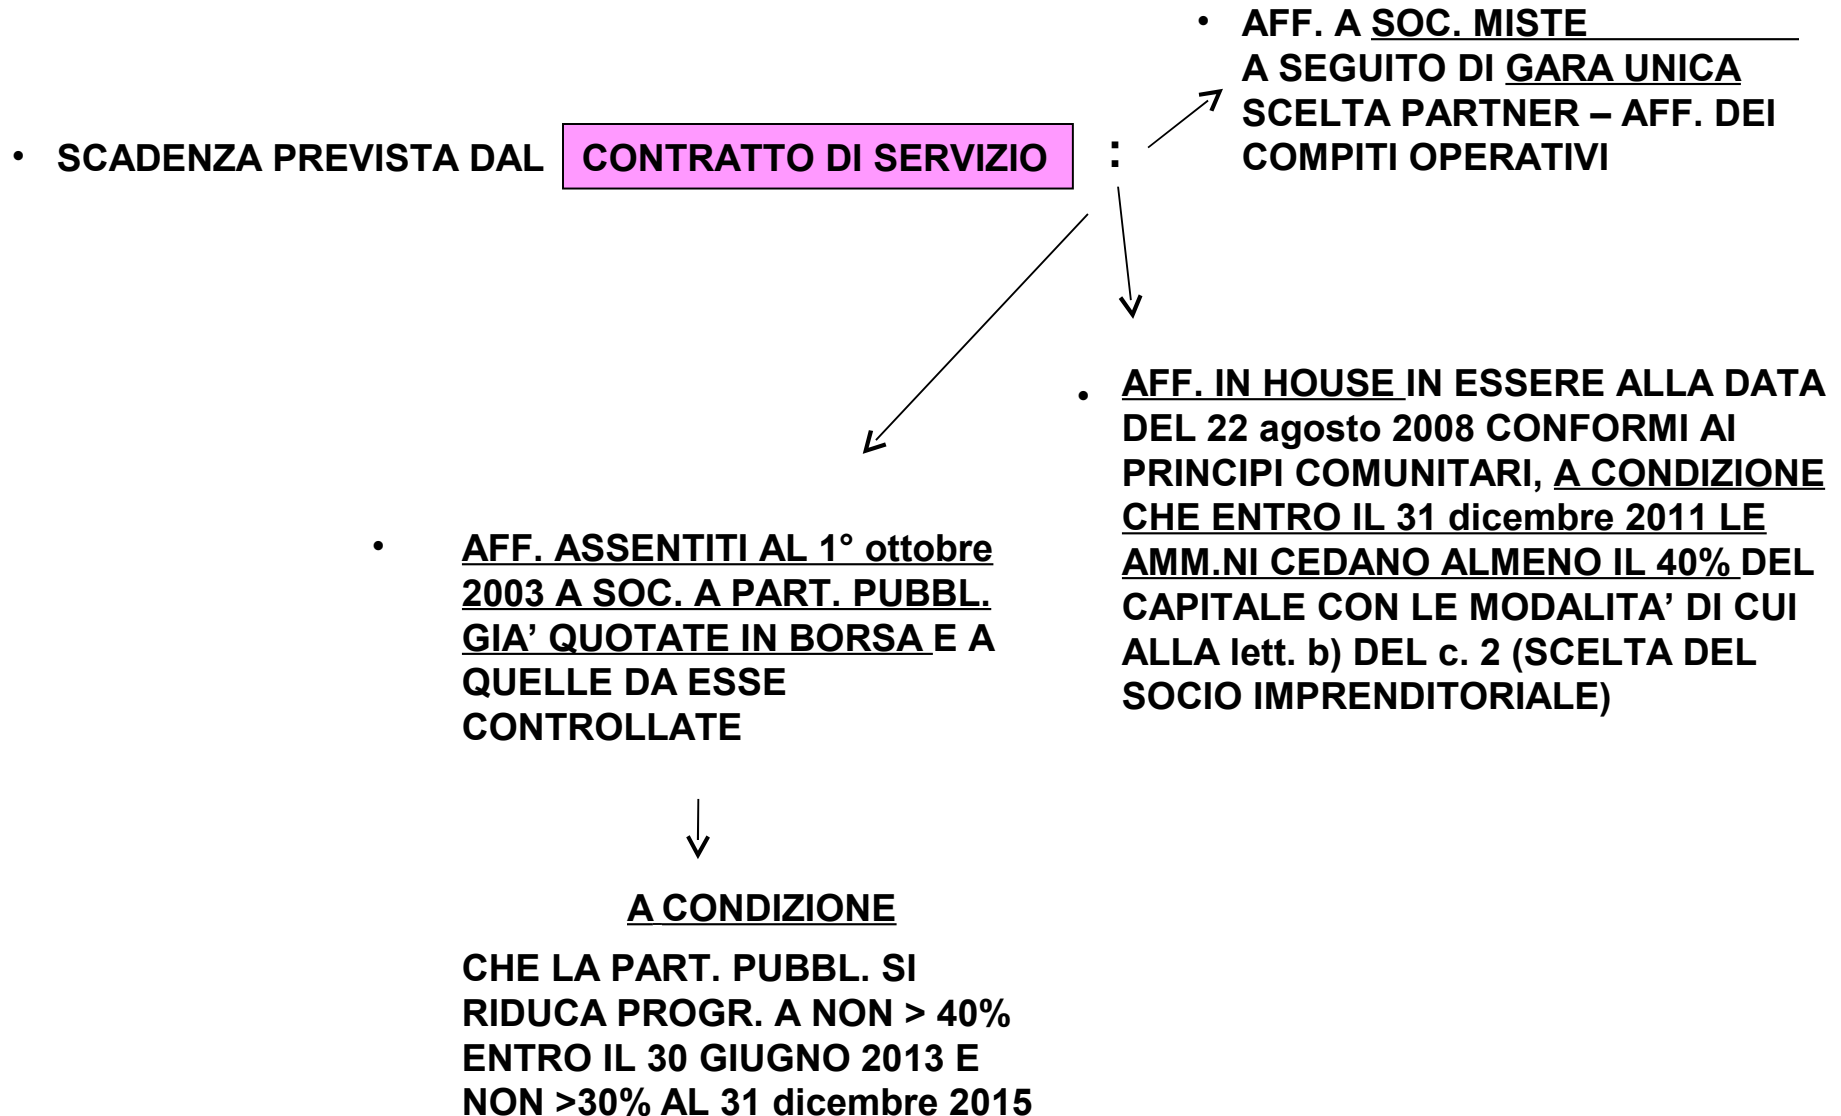 • SCADENZA PREVISTA DAL CONTRATTO DI SERVIZIO :
• AFF. A SOC. MISTE
A SEGUITO DI GARA UNICA
SCELTA PARTNER – AFF. DEI
COMPITI OPERATIVI
• AFF. IN HOUSE IN ESSERE ALLA DATA
DEL 22 agosto 2008 CONFORMI AI
PRINCIPI COMUNITARI, A CONDIZIONE
CHE ENTRO IL 31 dicembre 2011 LE
AMM.NI CEDANO ALMENO IL 40% DEL
CAPITALE CON LE MODALITA’ DI CUI
ALLA lett. b) DEL c. 2 (SCELTA DEL
SOCIO IMPRENDITORIALE)
• AFF. ASSENTITI AL 1° ottobre
2003 A SOC. A PART. PUBBL.
GIA’ QUOTATE IN BORSA E A
QUELLE DA ESSE
CONTROLLATE
A CONDIZIONE
CHE LA PART. PUBBL. SI
RIDUCA PROGR. A NON > 40%
ENTRO IL 30 GIUGNO 2013 E
NON >30% AL 31 dicembre 2015